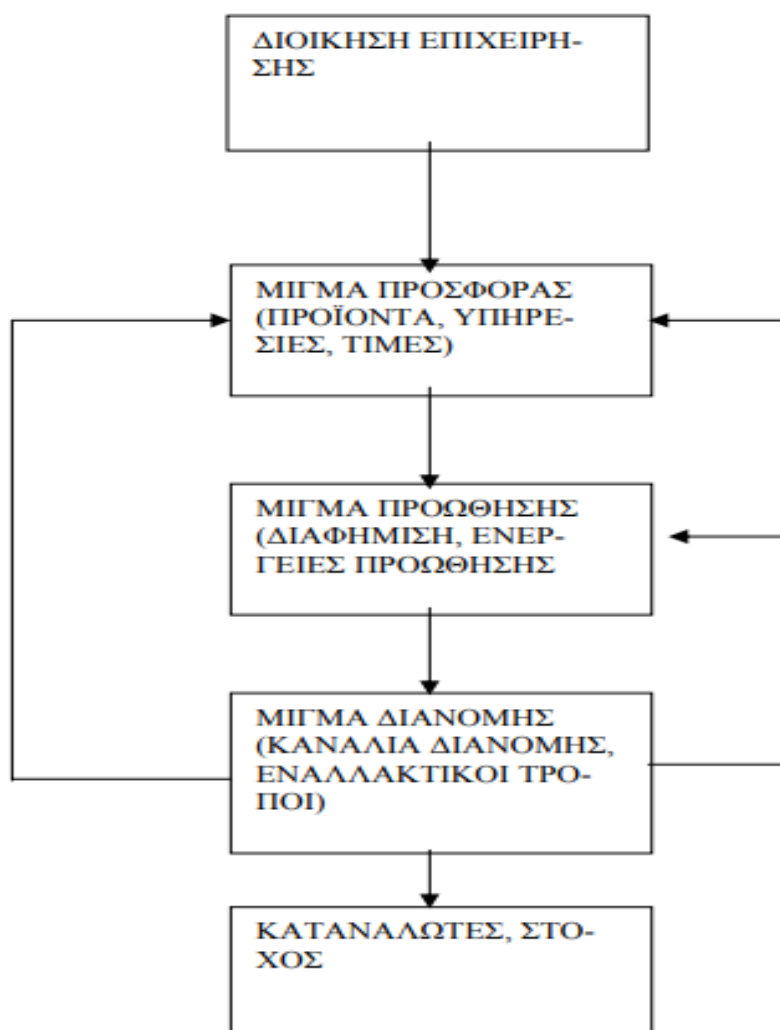 ΔΙΟΙΚΗΣΗ ΕΠΙΧΕΙΡΗ-
ΣΗΣ
ΜΙΓΜΑ ΠΡΟΣΦΟΡΑΣ
(ΠΡΟΪΟΝΤΑ, ΥΠΗΡΕ-
ΣΙΕΣ, ΤΙΜΕΣ)
ΜΙΓΜΑ ΠΡΟΩΘΗΣΗΣ
(ΔΙΑΦΗΜΙΣΗ, ΕΝΕΡ-
ΓΕΙΕΣ ΠΡΟΩΘΗΣΗΣ
ΜΙΓΜΑ ΔΙΑΝΟΜΗΣ
(ΚΑΝΑΛΙΑ ΔΙΑΝΟΜΗΣ,
ΕΝΑΛΛΑΚΤΙΚΟΙ ΤΡΟ-
ΠΟΙ)
ΚΑΤΑΝΑΛΩΤΕΣ, ΣΤΟ-
ΧΟΣ